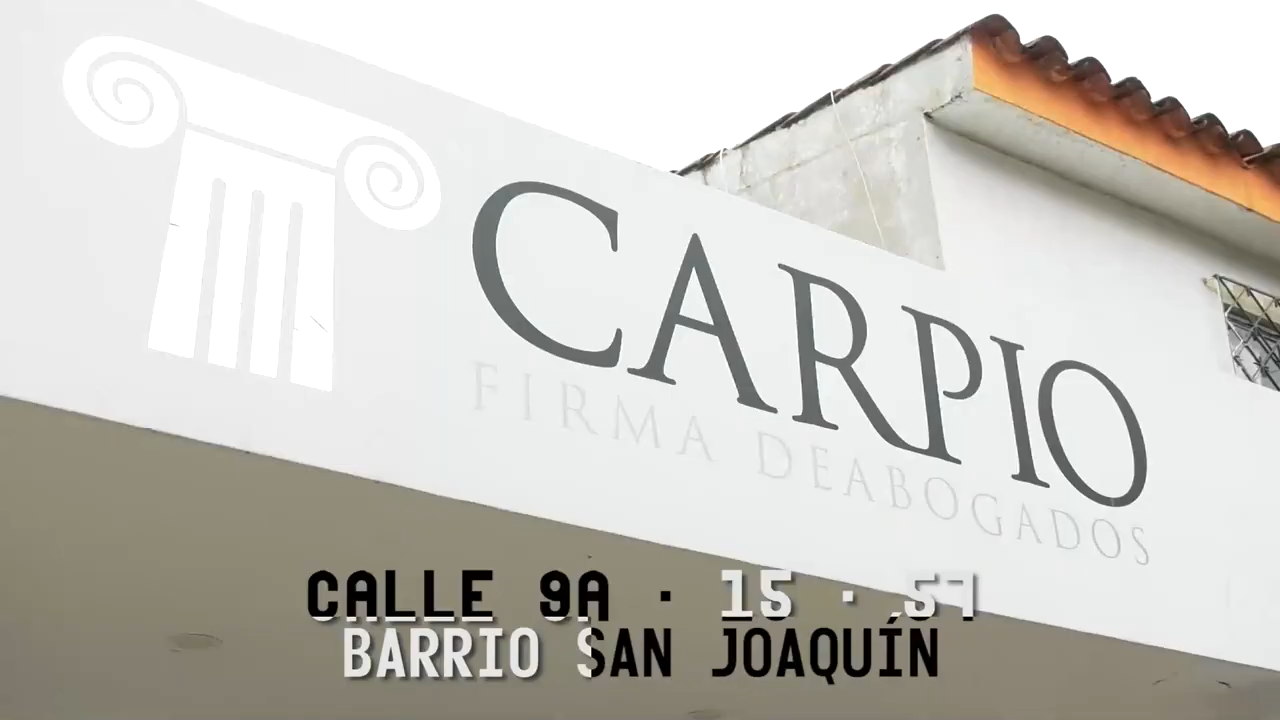 CARPIO
FIRMA DEABOGADOS
CALLE 9A · 15 · 57
BARRIO SAN JOAQUÍN